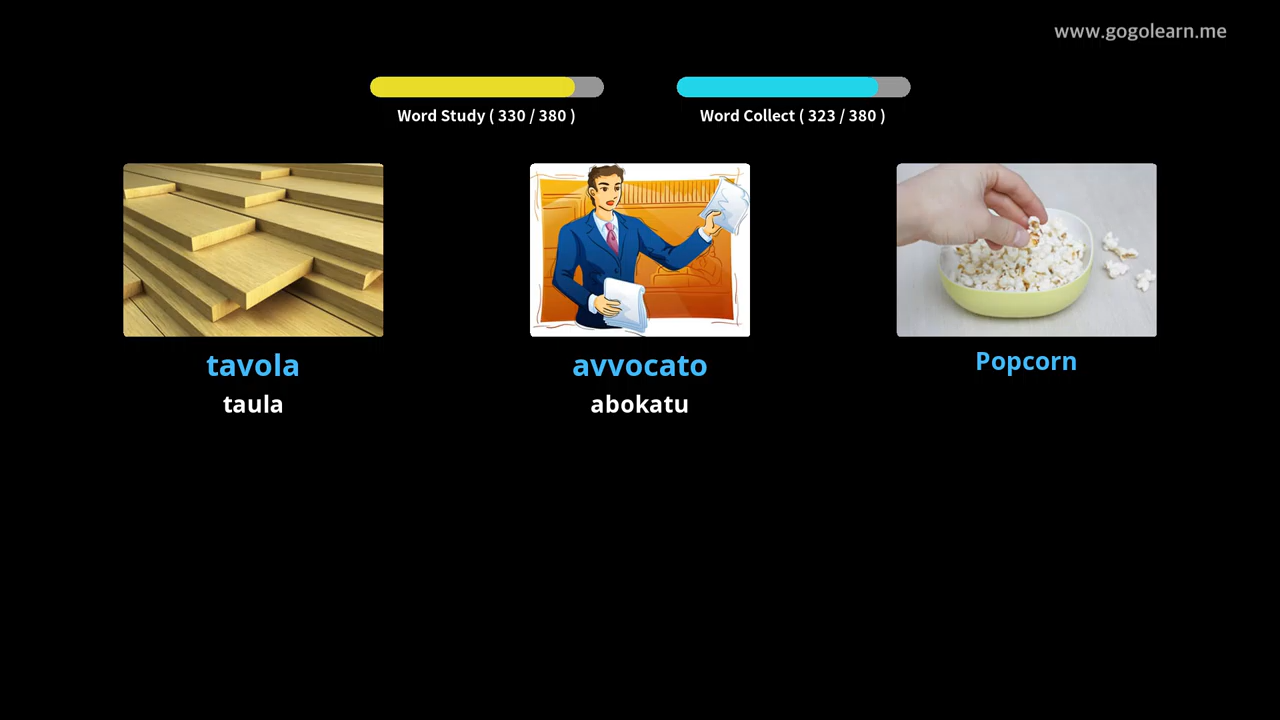 www.gogolearn.me
Word Study ( 330 / 380 )
Word Collect ( 323 / 380 )
tavola
taula
avvocato
abokatu
Popcorn